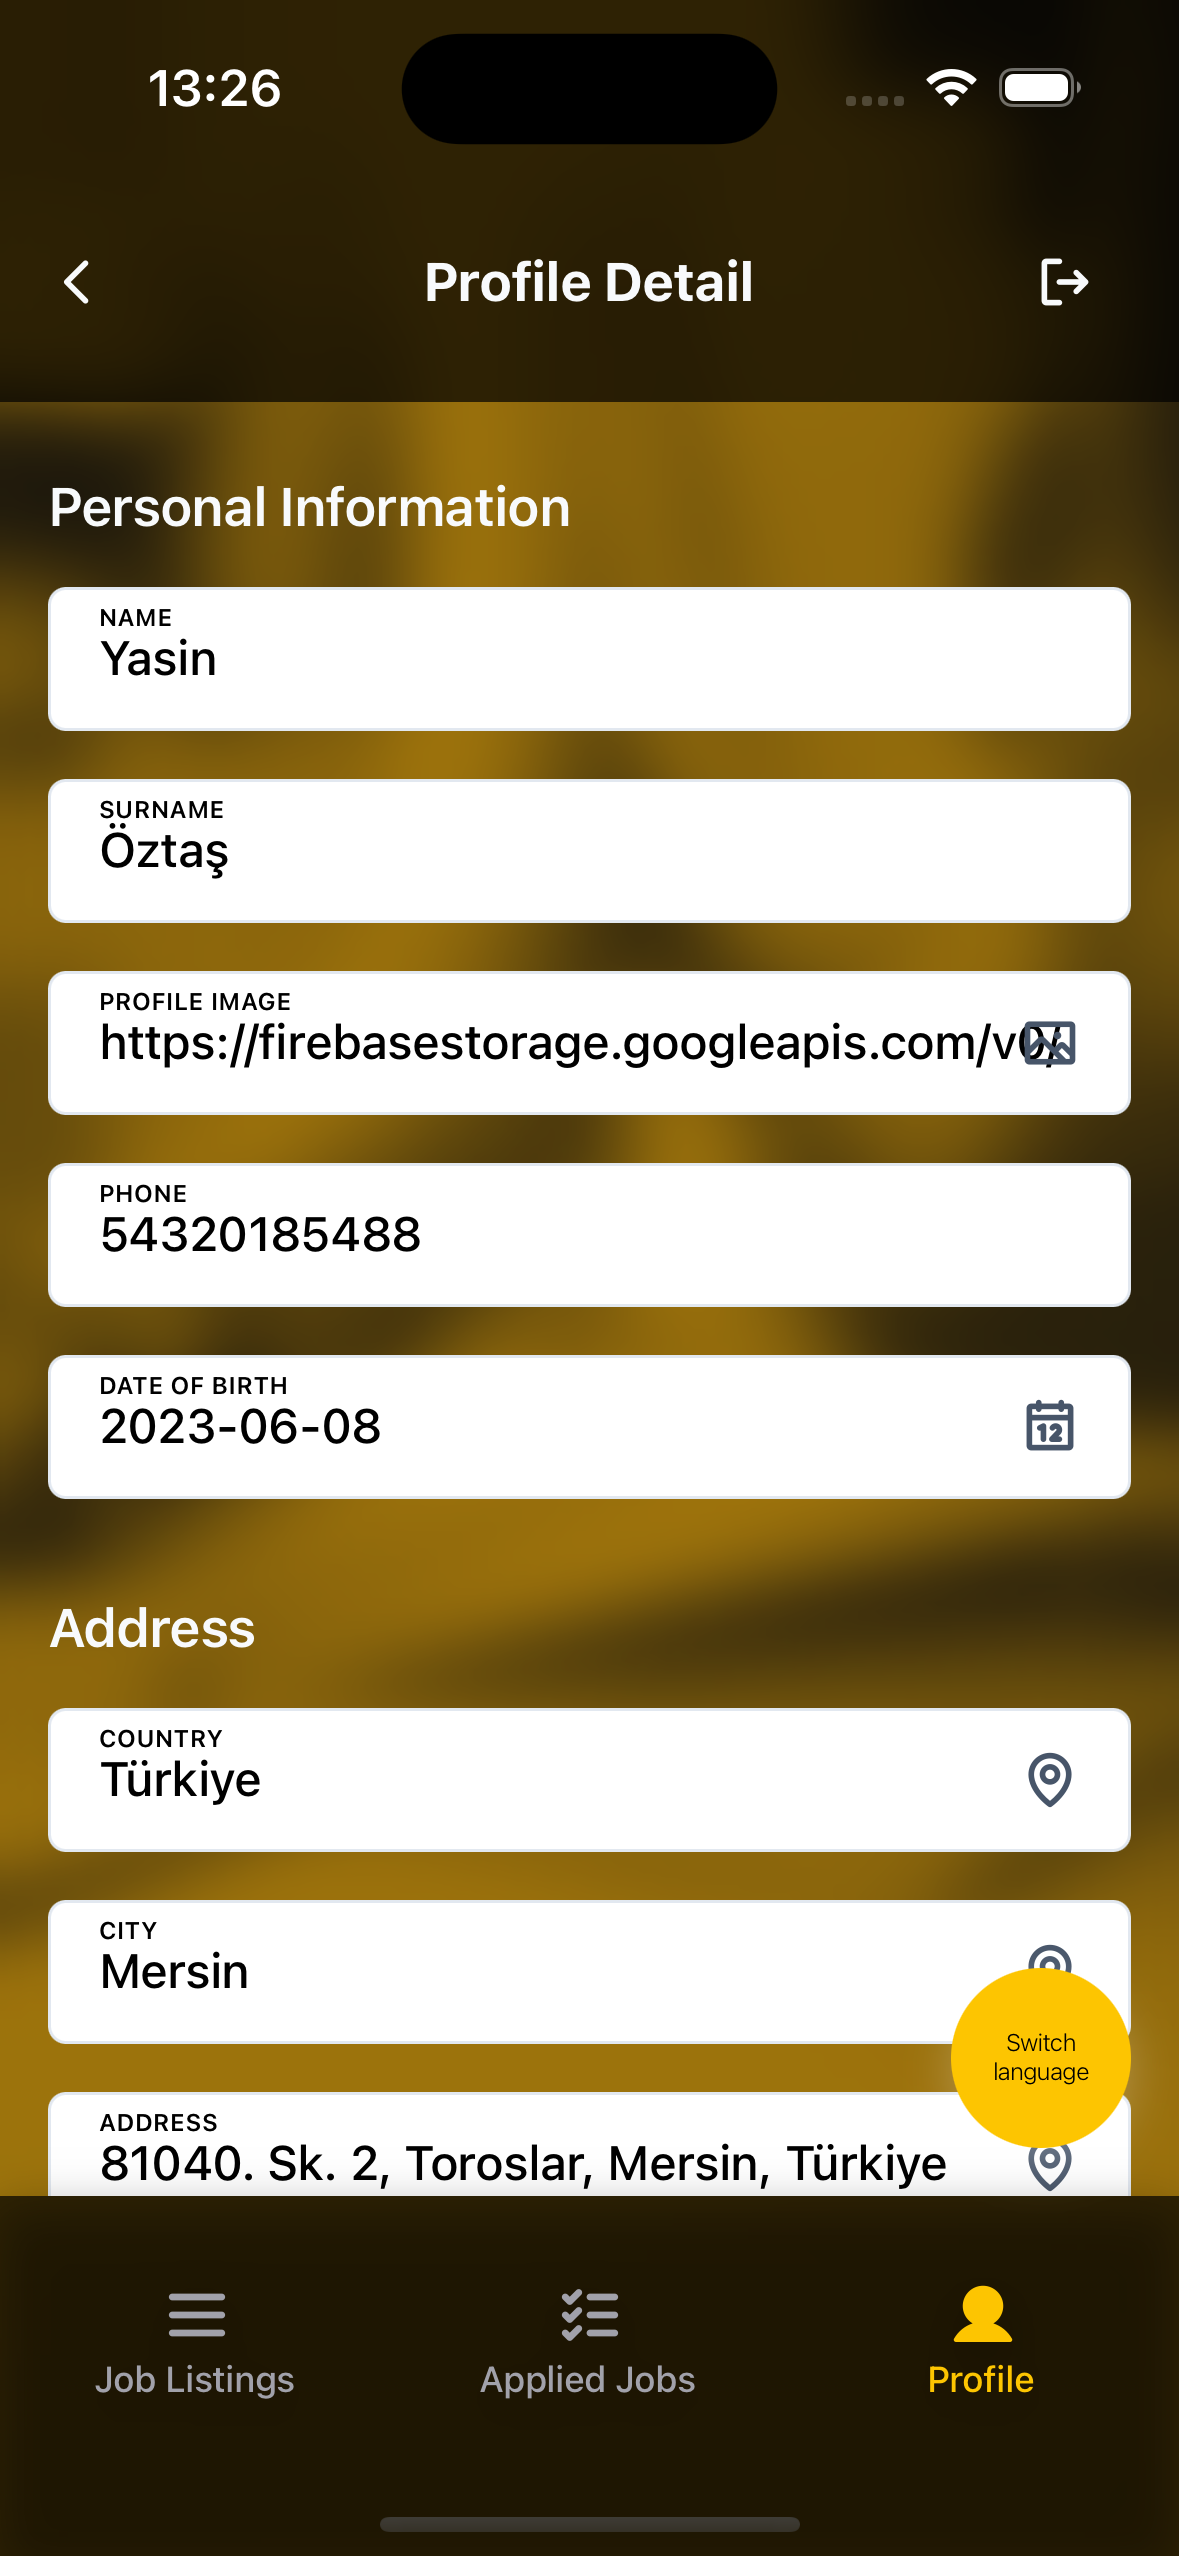 13:26
Profile Detail
Personal Information
NAME
Yasin
SURNAME
Öztaş
PROFILE IMAGE
https://firebasestorage.googleapis.com/v0/
PHONE
54320185488
DATE OF BIRTH
2023-06-08
12
Address
COUNTRY
Türkiye
CITY
Mersin
Switch
language
ADDRESS
81040. Sk. 2, Toroslar, Mersin, Türkiye
Job Listings
Applied Jobs
Profile